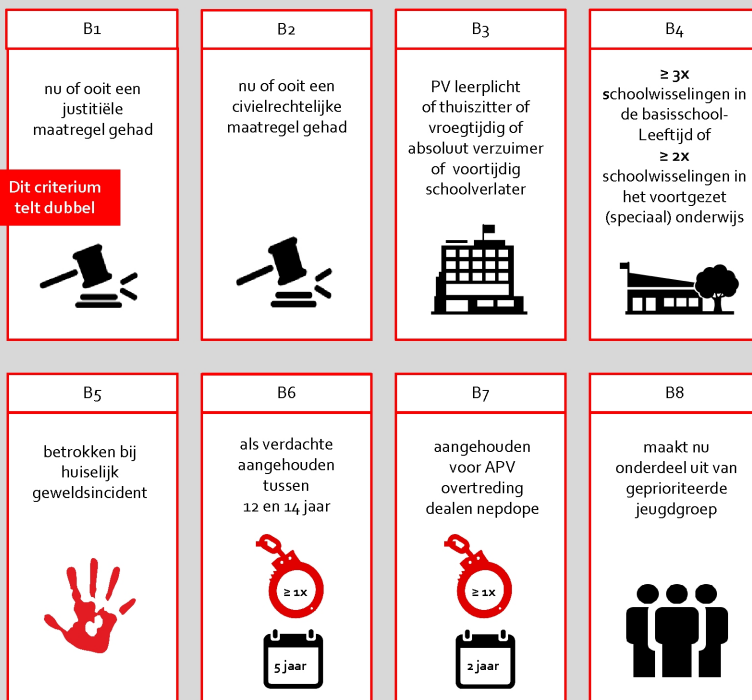 B1
nu of ooit een
justitiële
maatregel gehad
Dit criterium
telt dubbel
B2
nu of ooit een
civielrechtelijke
maatregel gehad
B3
PV leerplicht
of thuiszitter of
vroegtijdig of
absoluut verzuimer
of voortijdig
schoolverlater
B4
≥ 3x
schoolwisselingen in
de basisschool-
Leeftijd of
≥ 2x
schoolwisselingen in
het voortgezet
(speciaal) onderwijs
B5
betrokken bij
huiselijk
geweldsincident
B6
als verdachte
aangehouden
tussen
12 en 14 jaar
≥ 1x
5 jaar
B7
aangehouden
voor APV
overtreding
dealen nepdope
≥ 1x
2 jaar
B8
maakt nu
onderdeel uit van
geprioriteerde
jeugdgroep